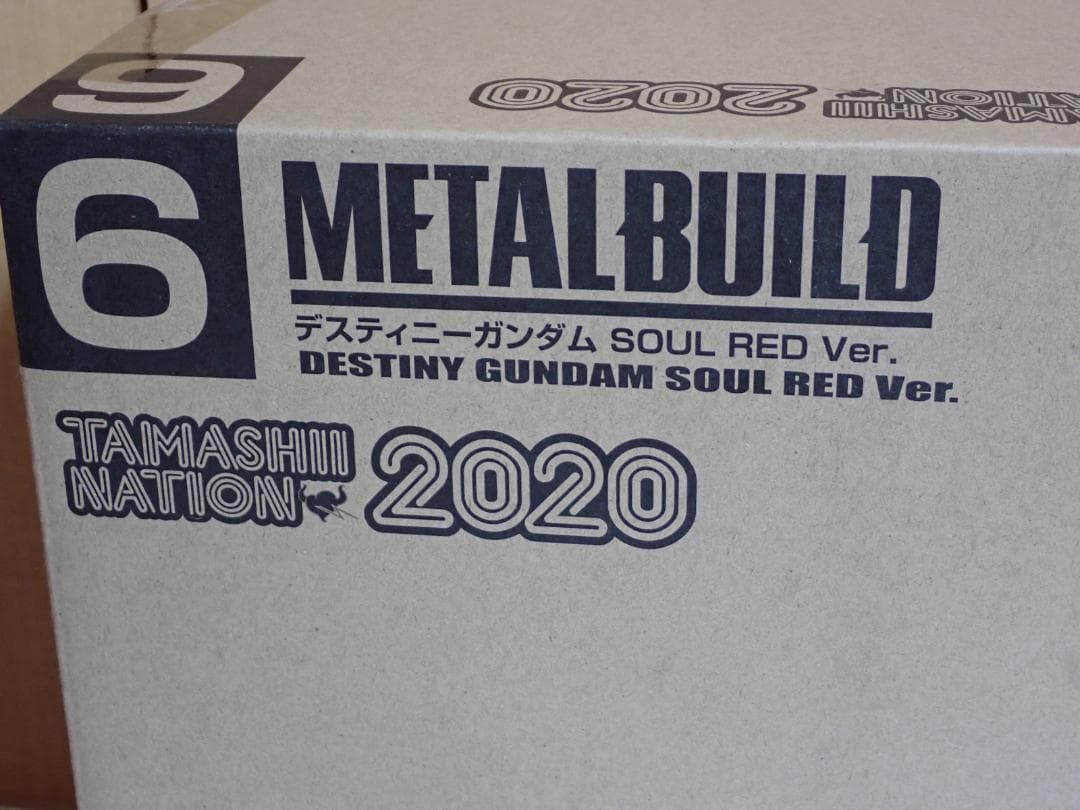 9
TAMASHII
NATION 2020
6
METALBUILD
デスティニーガンダム SOUL RED Ver.
DESTINY GUNDAM SOUL RED Ver.
TAMASHII
NATION 2020